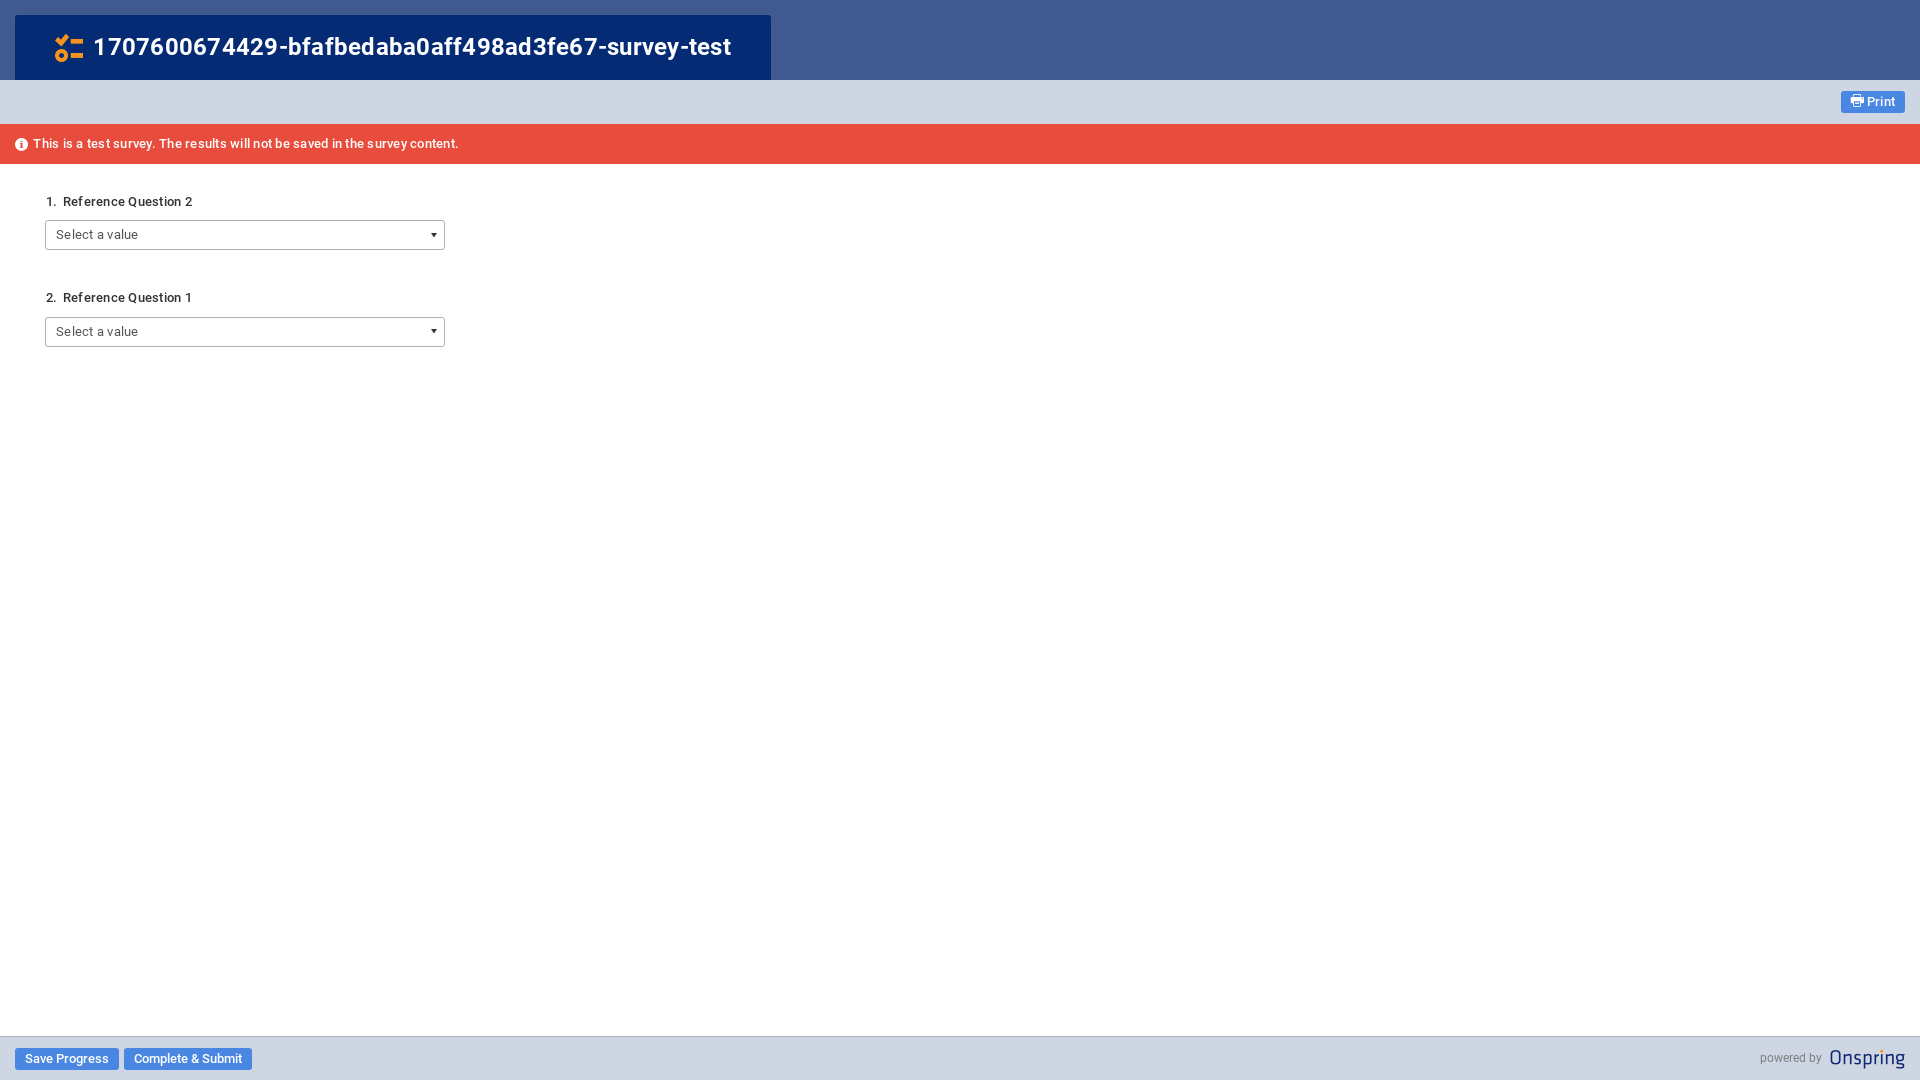 1707600674429-bfafbedaba0aff498ad3fe67-survey-test
Print
This is a test survey. The results will not be saved in the survey content.
1. Reference Question 2
Select a value
2. Reference Question 1
Select a value
Save Progress
Complete & Submit
powered by Onspring